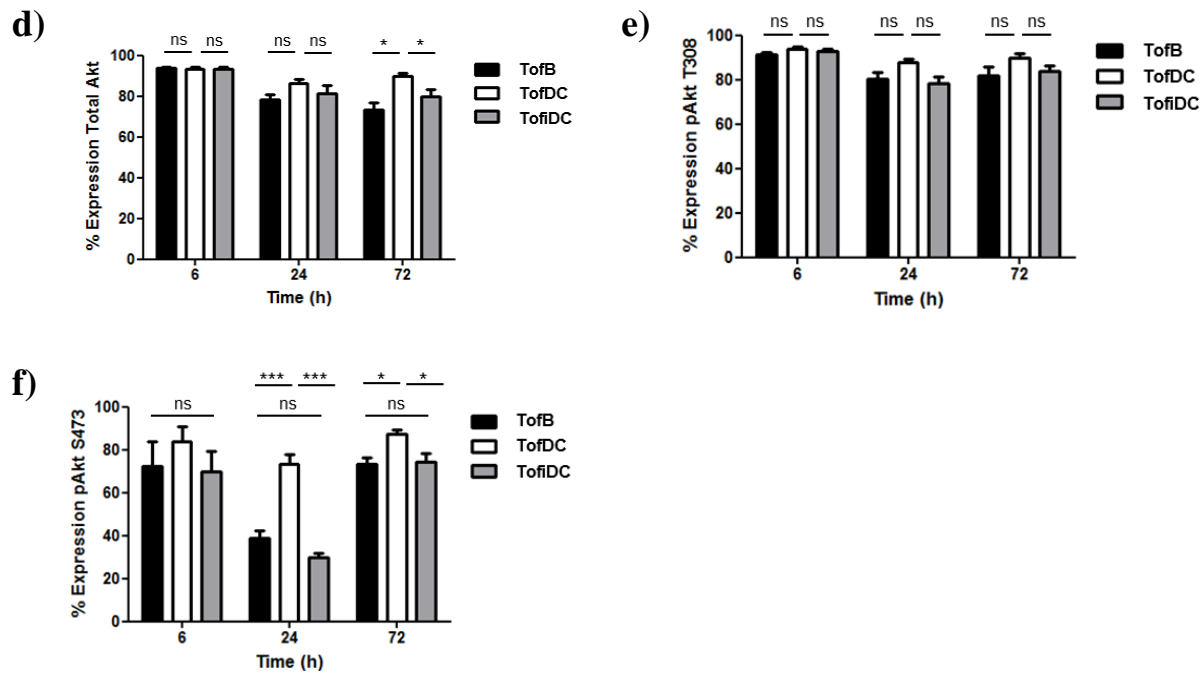 d)
ns ns ns ns * *
100
80
60
40
20
0
% Expression Total Akt
6 24 72
Time (h)
TofB
TofDC
TofiDC
e)
ns ns ns ns ns ns
100
80
60
40
20
0
% Expression pAkt T308
6 24 72
Time (h)
TofB
TofDC
TofiDC
f)
*** *** * *
ns ns ns
100
80
60
40
20
0
% Expression pAkt S473
6 24 72
Time (h)
TofB
TofDC
TofiDC